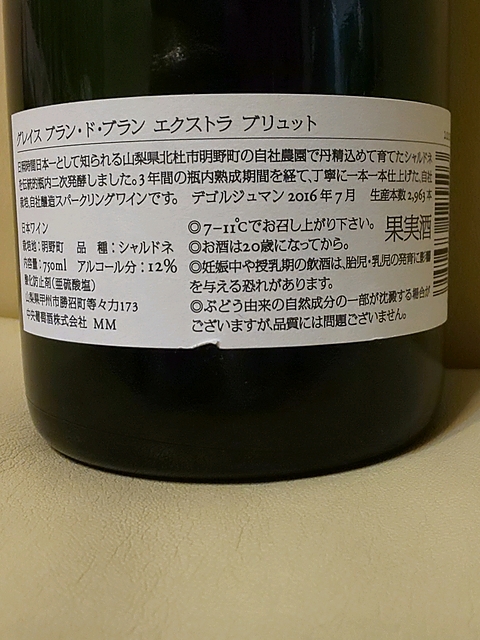 グレイス ブラン・ド・ブラン エクストラ ブリュット
日照時間日本一として知られる山梨県北杜市明野町の自社農園で丹精込めて育てたシャルドネ
を伝統的瓶内二次発酵しました。3年間の瓶内熟成期間を経て、丁寧に一本一本仕上げた、自社
栽培、自社醸造スパークリングワインです。 デゴルジュマン 2016年7月 生産本数 2,963本
日本ワイン
栽培地:明野町 品 種:シャルドネ
内容量:750ml アルコール分:12%
酸化防止剤(亜硫酸塩)
山梨県甲州市勝沼町等々力173
中央葡萄酒株式会社 MM
◎7–11℃でお召し上がり下さい。
◎お酒は20歳になってから。
◎妊娠中や授乳期の飲酒は、胎児・乳児の発育に影響
を与える恐れがあります。
◎ぶどう由来の自然成分の一部が沈澱する場合が
ございますが、品質には問題ございません。
果実酒